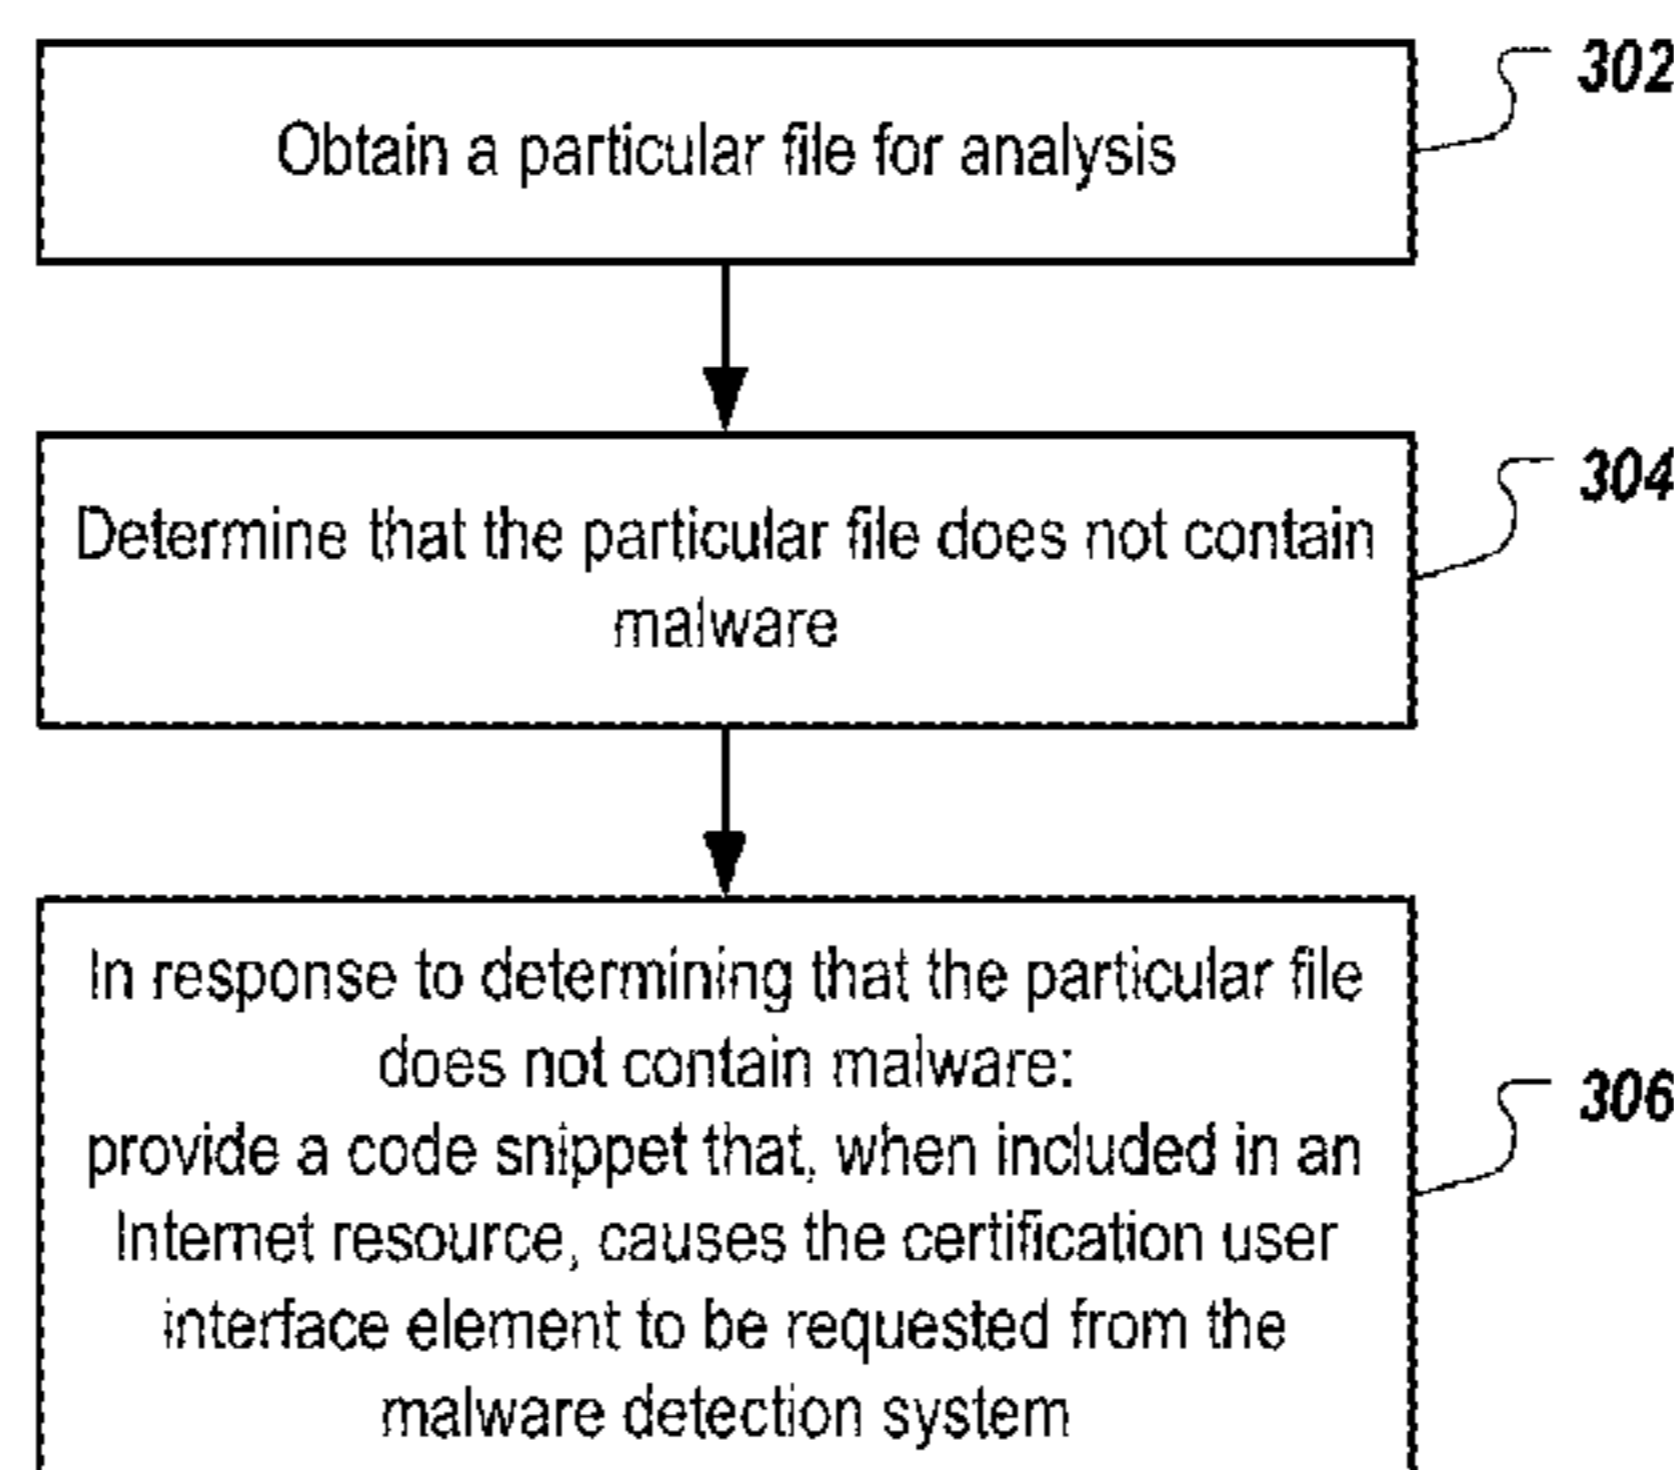 302
Obtain a particular file for analysis
304
Determine that the particular file does not contain
malware
In response to determining that the particular file
does not contain malware:
provide a code snippet that, when included in an
Internet resource, causes the certification user
interface element to be requested from the
malware detection system
306